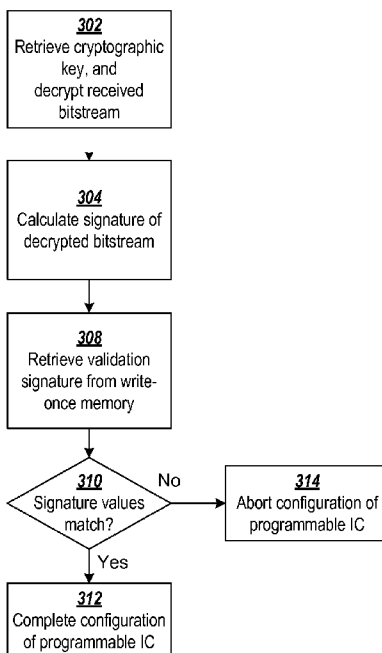 302
Retrieve cryptographic
key, and
decrypt received
bitstream
304
Calculate signature of
decrypted bitstream
308
Retrieve validation
signature from write-
once memory
310
Signature values
match?
No
314
Abort configuration of
programmable IC
Yes
312
Complete configuration
of programmable IC